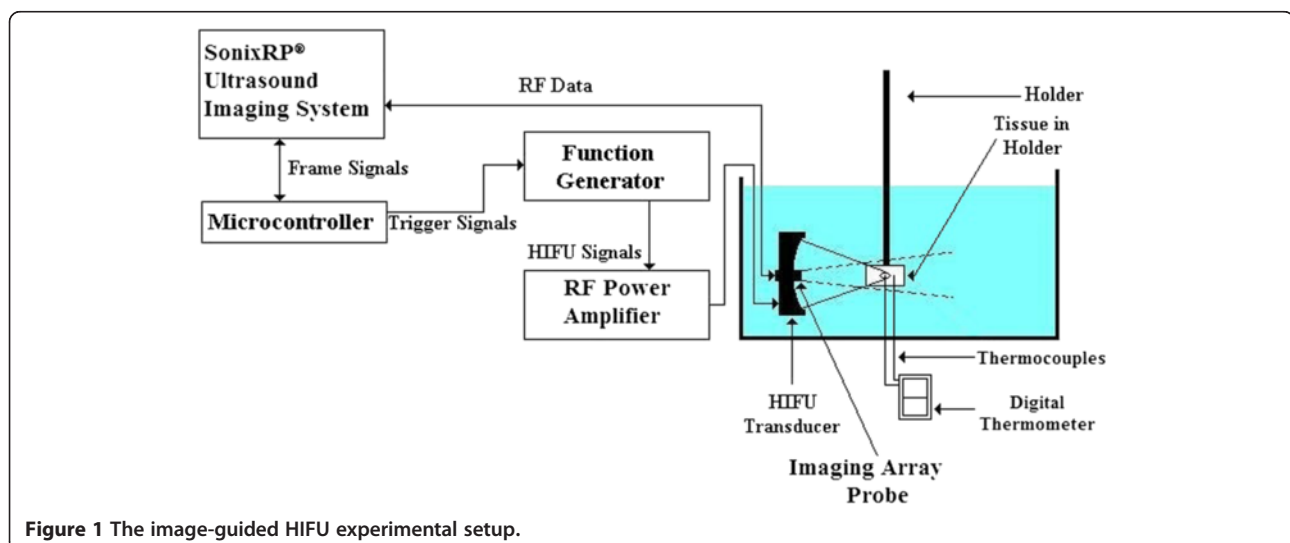 SonixRP®
Ultrasound
Imaging System
RF Data
Holder
Tissue in
Holder
Frame Signals
Function
Generator
Microcontroller
Trigger Signals
HIFU Signals
RF Power
Amplifier
Thermocouples
HIFU
Transducer
Digital
Thermometer
Imaging Array
Probe
Figure 1 The image-guided HIFU experimental setup.